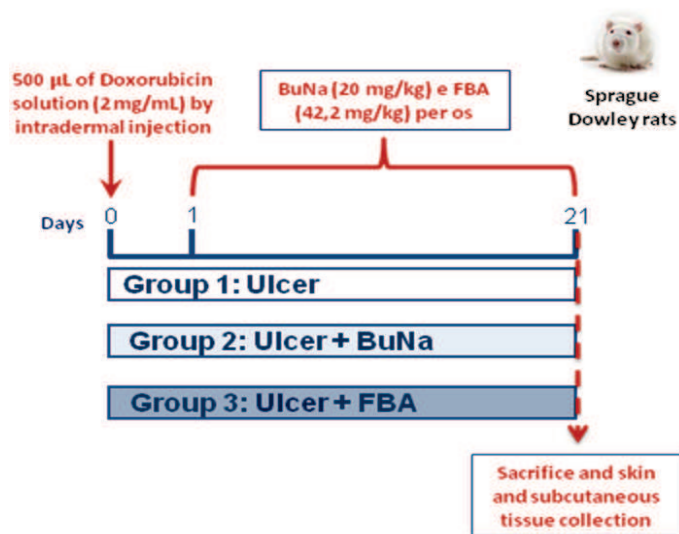 500 µL of Doxorubicin
solution (2 mg/mL) by
intradermal injection
BuNa (20 mg/kg) e FBA
(42,2 mg/kg) per os
Sprague
Dowley rats
Days 0 1 21
Group 1: Ulcer
Group 2: Ulcer + BuNa
Group 3: Ulcer + FBA
Sacrifice and skin
and subcutaneous
tissue collection